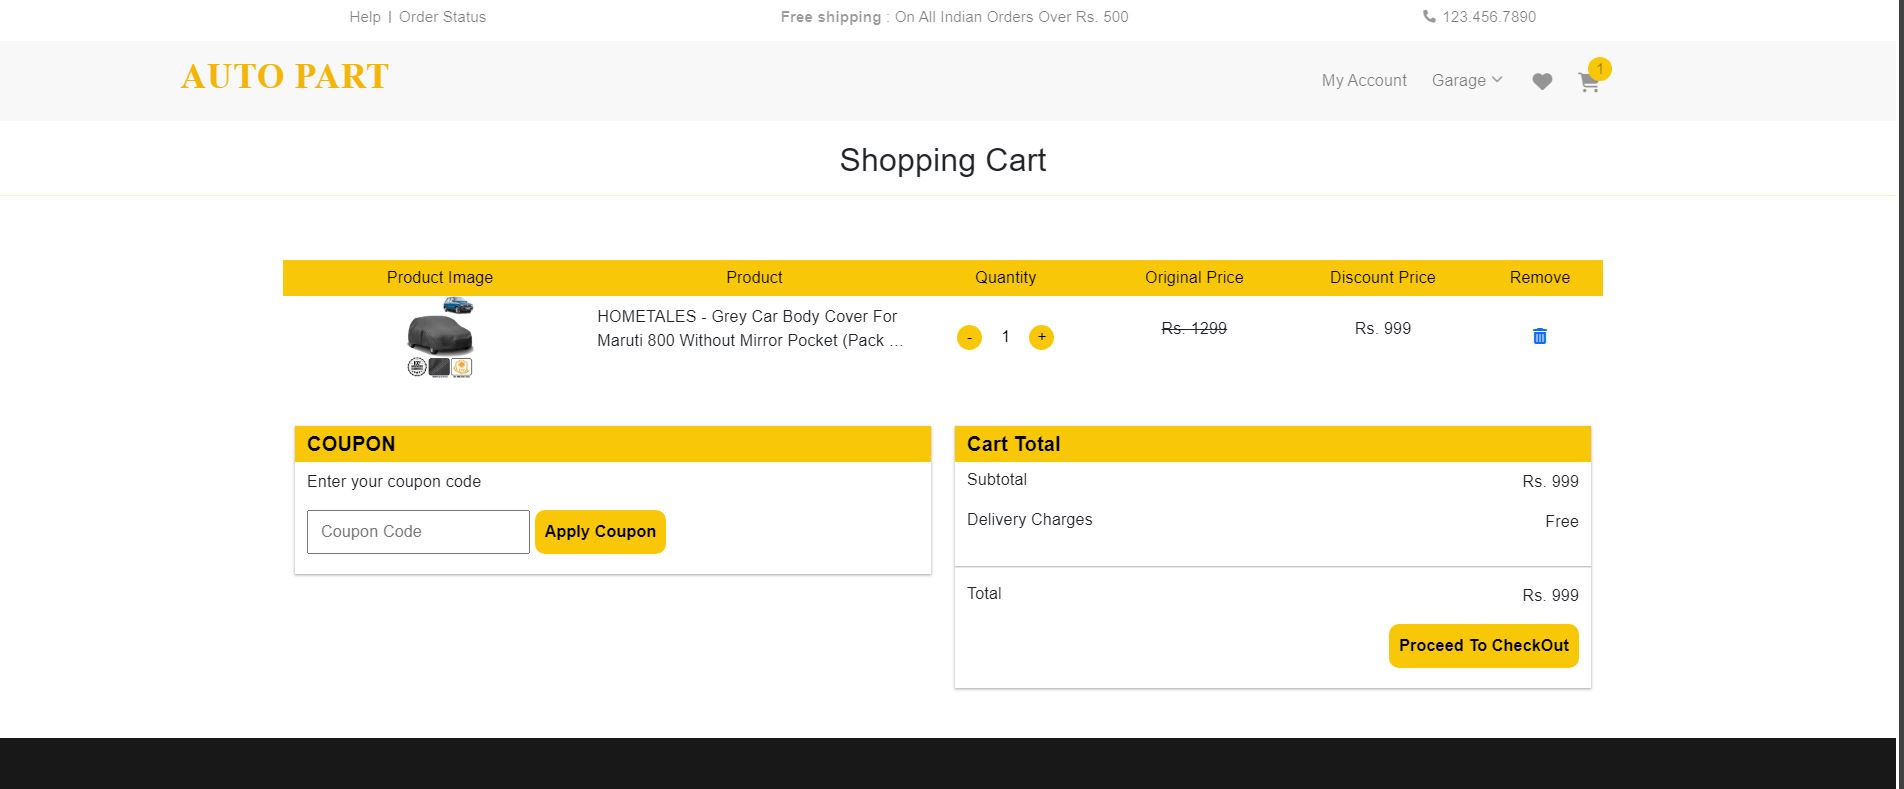 Help | Order Status
Free shipping : On All Indian Orders Over Rs. 500
123.456.7890
AUTO PART
My Account
Garage
1
Shopping Cart
Product Image
Product
Quantity
Original Price
Discount Price
Remove
HOMETALES - Grey Car Body Cover For
Maruti 800 Without Mirror Pocket (Pack ...
- 1 +
Rs. 1299
Rs. 999
COUPON
Enter your coupon code
Coupon Code
Apply Coupon
Cart Total
Subtotal
Rs. 999
Delivery Charges
Free
Total
Rs. 999
Proceed To CheckOut